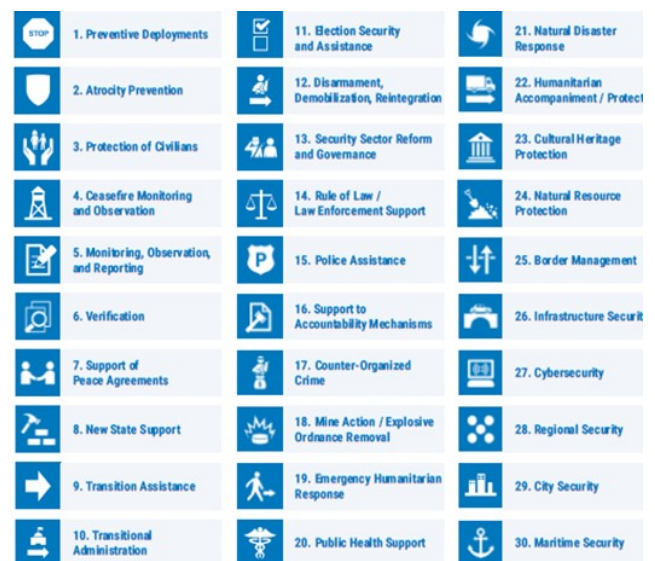 STOP
1. Preventive Deployments
2. Atrocity Prevention
3. Protection of Civilians
4. Ceasefire Monitoring
and Observation
5. Monitoring, Observation,
and Reporting
6. Verification
7. Support of
Peace Agreements
8. New State Support
9. Transition Assistance
10. Transitional
Administration
11. Election Security
and Assistance
12. Disarmament,
Demobilization, Reintegration
13. Security Sector Reform
and Governance
14. Rule of Law /
Law Enforcement Support
P
15. Police Assistance
16. Support to
Accountability Mechanisms
17. Counter-Organized
Crime
18. Mine Action / Explosive
Ordnance Removal
19. Emergency Humanitarian
Response
20. Public Health Support
21. Natural Disaster
Response
22. Humanitarian
Accompaniment / Protect
23. Cultural Heritage
Protection
24. Natural Resource
Protection
25. Border Management
26. Infrastructure Securit
27. Cybersecurity
28. Regional Security
29. City Security
30. Maritime Security